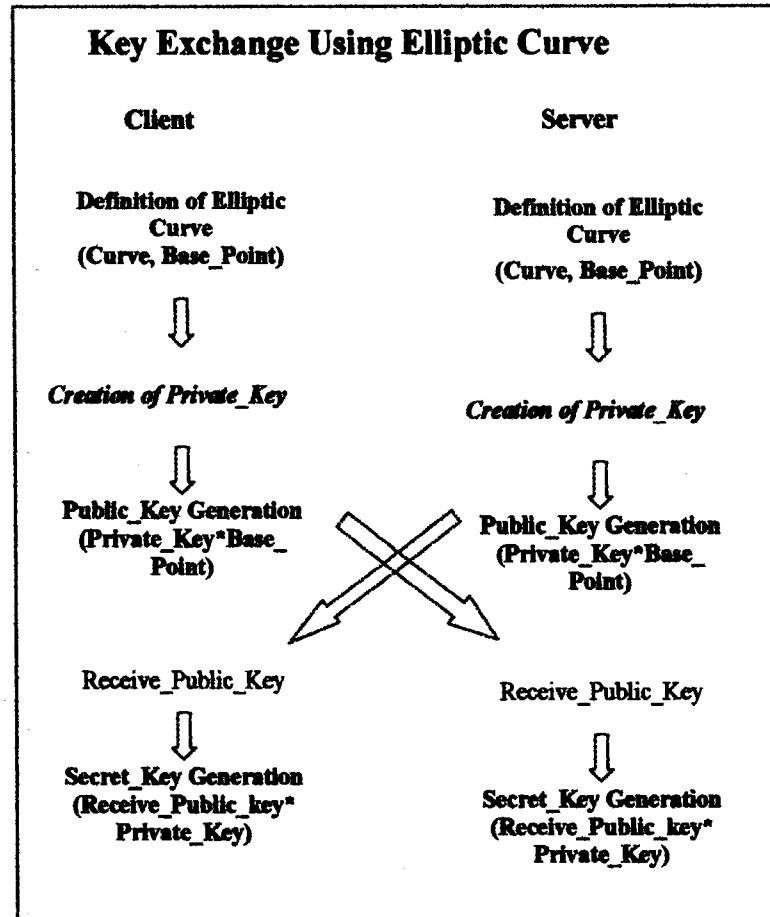 Key Exchange Using Elliptic Curve
Client
Server
Definition of Elliptic
Curve
(Curve, Base_Point)
Definition of Elliptic
Curve
(Curve, Base_Point)
Creation of Private_Key
Creation of Private_Key
Public_Key Generation
(Private_Key*Base_
Point)
Public_Key Generation
(Private_Key*Base_
Point)
Receive_Public_Key
Receive_Public_Key
Secret_Key Generation
(Receive_Public_key*
Private_Key)
Secret_Key Generation
(Receive_Public_key*
Private_Key)